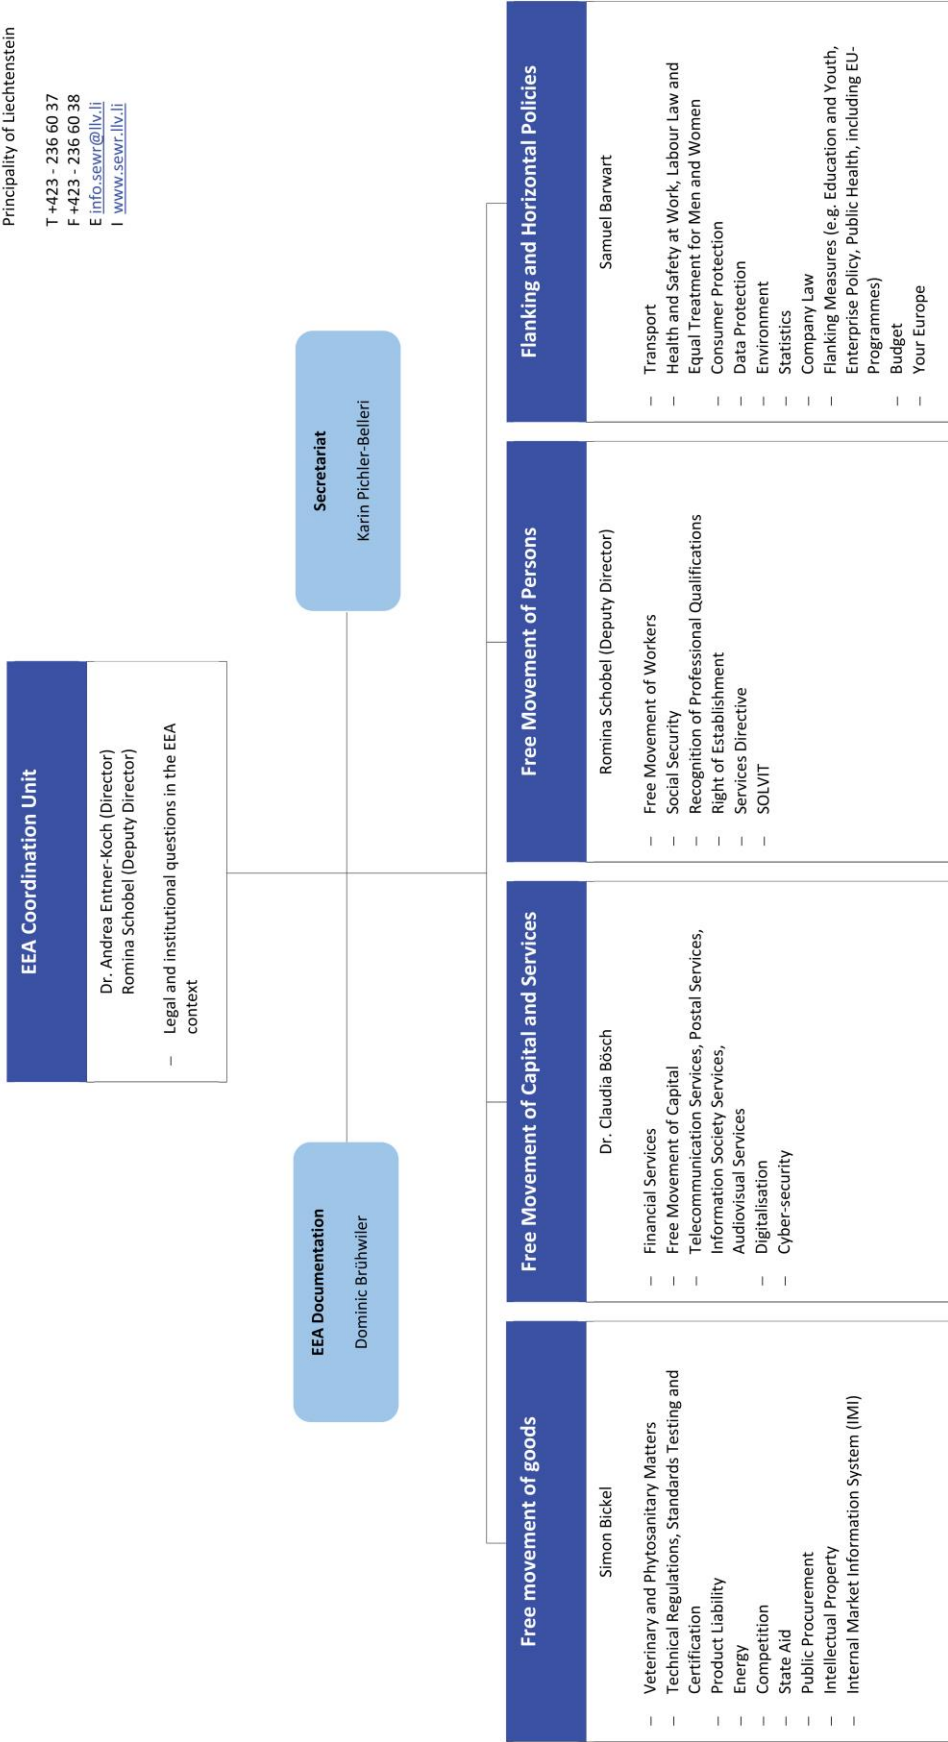 Principality of Liechtenstein
T +423 - 236 60 37
F +423 - 236 60 38
E info.sewr@llv.li
I www.sewr.llv.li
EEA Coordination Unit
Dr. Andrea Entner-Koch (Director)
Romina Schobel (Deputy Director)
– Legal and institutional questions in the EEA
context
EEA Documentation
Dominic Brühwiler
Secretariat
Karin Pichler-Belleri
Free movement of goods
Simon Bickel
– Veterinary and Phytosanitary Matters
– Technical Regulations, Standards Testing and
Certification
– Product Liability
– Energy
– Competition
– State Aid
– Public Procurement
– Intellectual Property
– Internal Market Information System (IMI)
Free Movement of Capital and Services
Dr. Claudia Bösch
– Financial Services
– Free Movement of Capital
– Telecommunication Services, Postal Services,
Information Society Services,
Audiovisual Services
– Digitalisation
– Cyber-security
Free Movement of Persons
Romina Schobel (Deputy Director)
– Free Movement of Workers
– Social Security
– Recognition of Professional Qualifications
– Right of Establishment
– Services Directive
– SOLVIT
Flanking and Horizontal Policies
Samuel Barwart
– Transport
– Health and Safety at Work, Labour Law and
Equal Treatment for Men and Women
– Consumer Protection
– Data Protection
– Environment
– Statistics
– Company Law
– Flanking Measures (e.g. Education and Youth,
Enterprise Policy, Public Health, including EU-
Programmes)
– Budget
– Your Europe